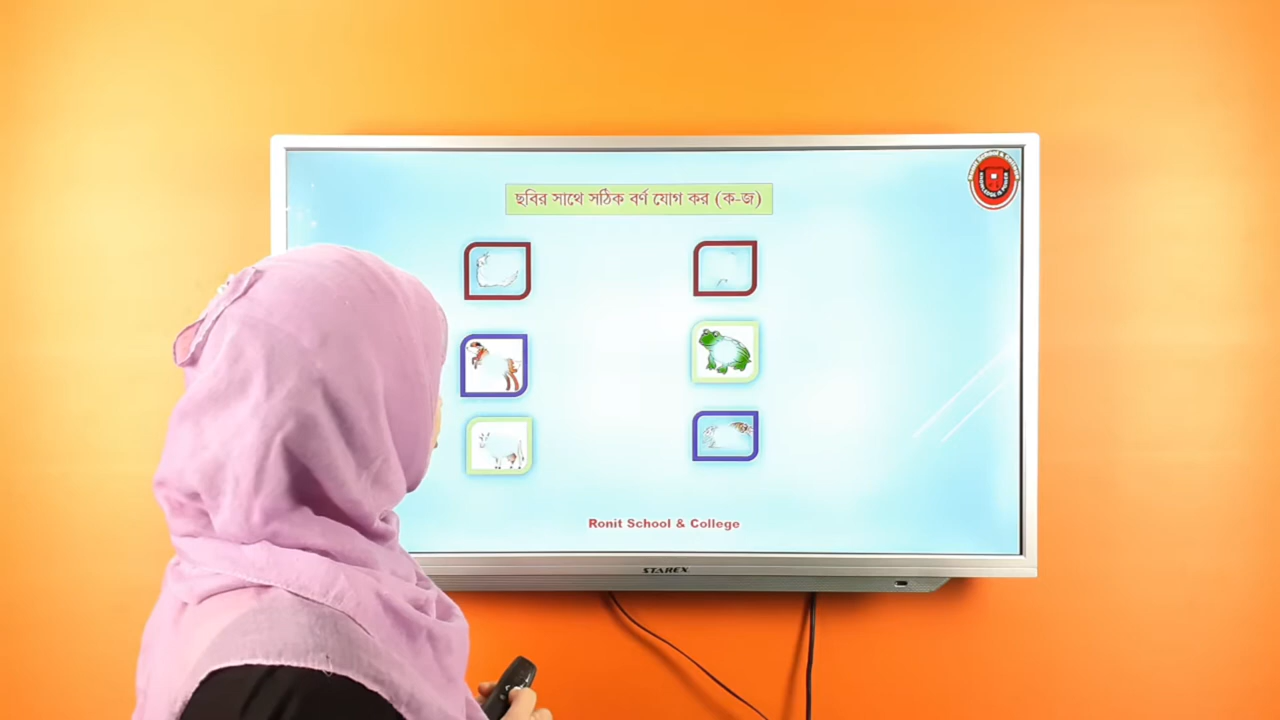 ছবির সাথে সঠিক বর্ণ যোগ কর (ক-জ)
Ronit School & College
STAREX